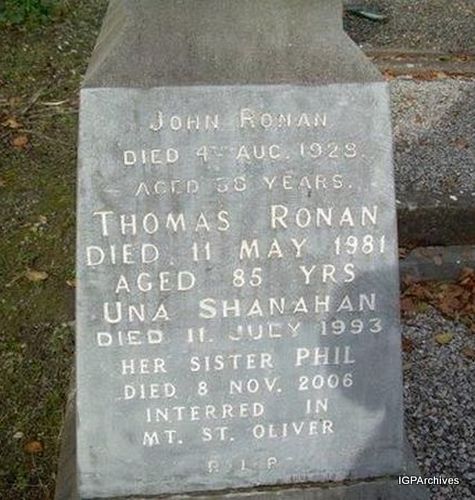 JOHN RONAN
DIED 4TH AUG. 1928.
AGED YEARS.
THOMAS RONAN
DIED 11 MAY 1981
AGED 85 YRS
UNA SHANAHAN
DIED 11. JULY 1993
HER SISTER PHIL
DIED 8 NOV. 2006
INTERRED IN
MT. ST. OLIVER
R.I.P.
IGPArchives